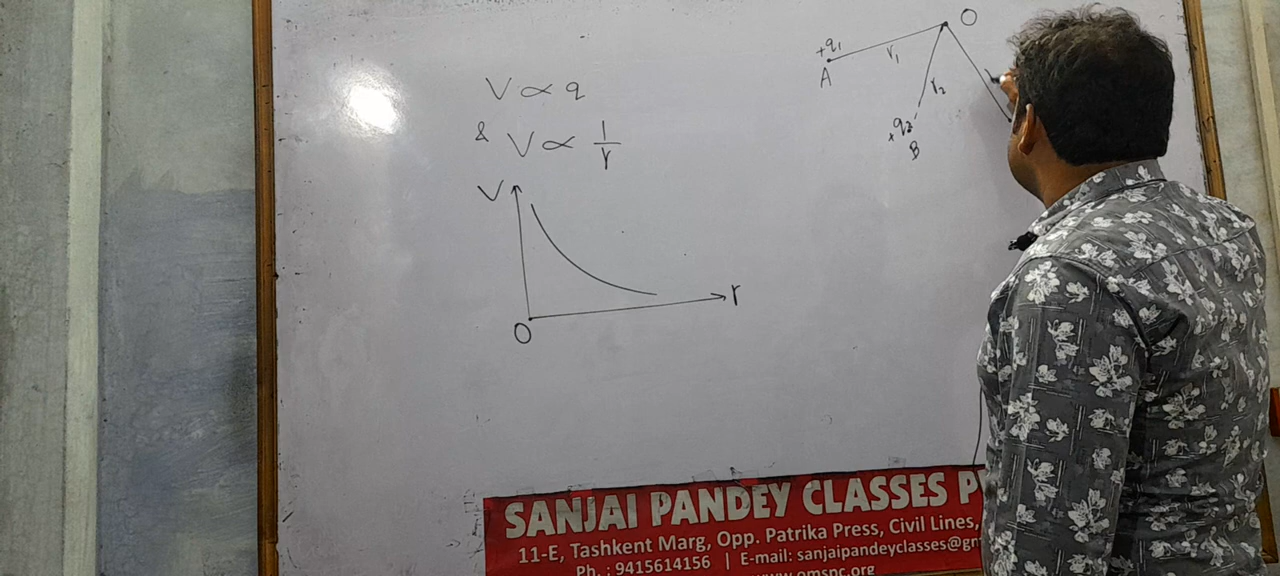 V ∝ q
& V ∝ 1/r
V
r
O
O
+q₁
A
r₁
r₂
+q₂
B
SANJAI PANDEY CLASSES P
11-E, Tashkent Marg, Opp. Patrika Press, Civil Lines,
Ph. : 9415614156 | E-mail: sanjaipandeyclasses@gm
www.omspc.org